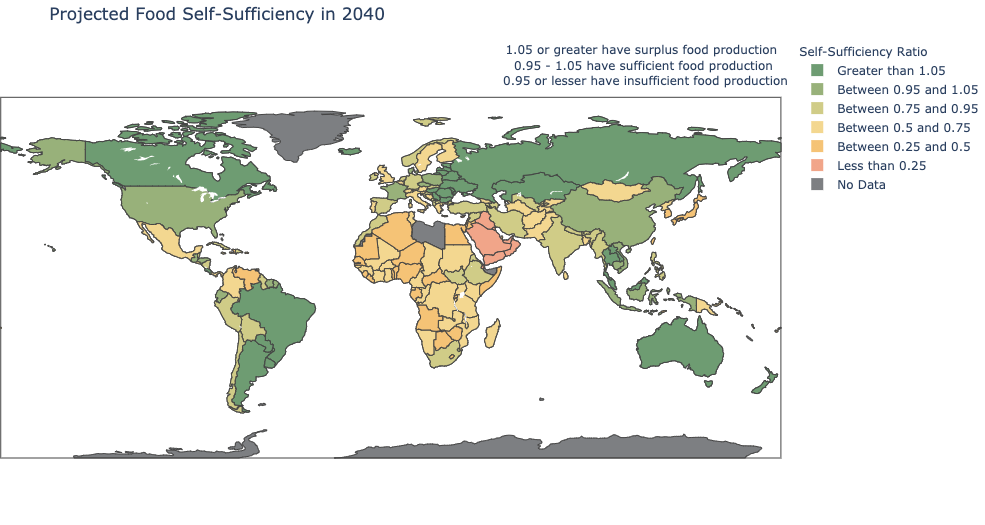 Projected Food Self-Sufficiency in 2040
1.05 or greater have surplus food production
0.95 - 1.05 have sufficient food production
0.95 or lesser have insufficient food production
Self-Sufficiency Ratio
Greater than 1.05
Between 0.95 and 1.05
Between 0.75 and 0.95
Between 0.5 and 0.75
Between 0.25 and 0.5
Less than 0.25
No Data